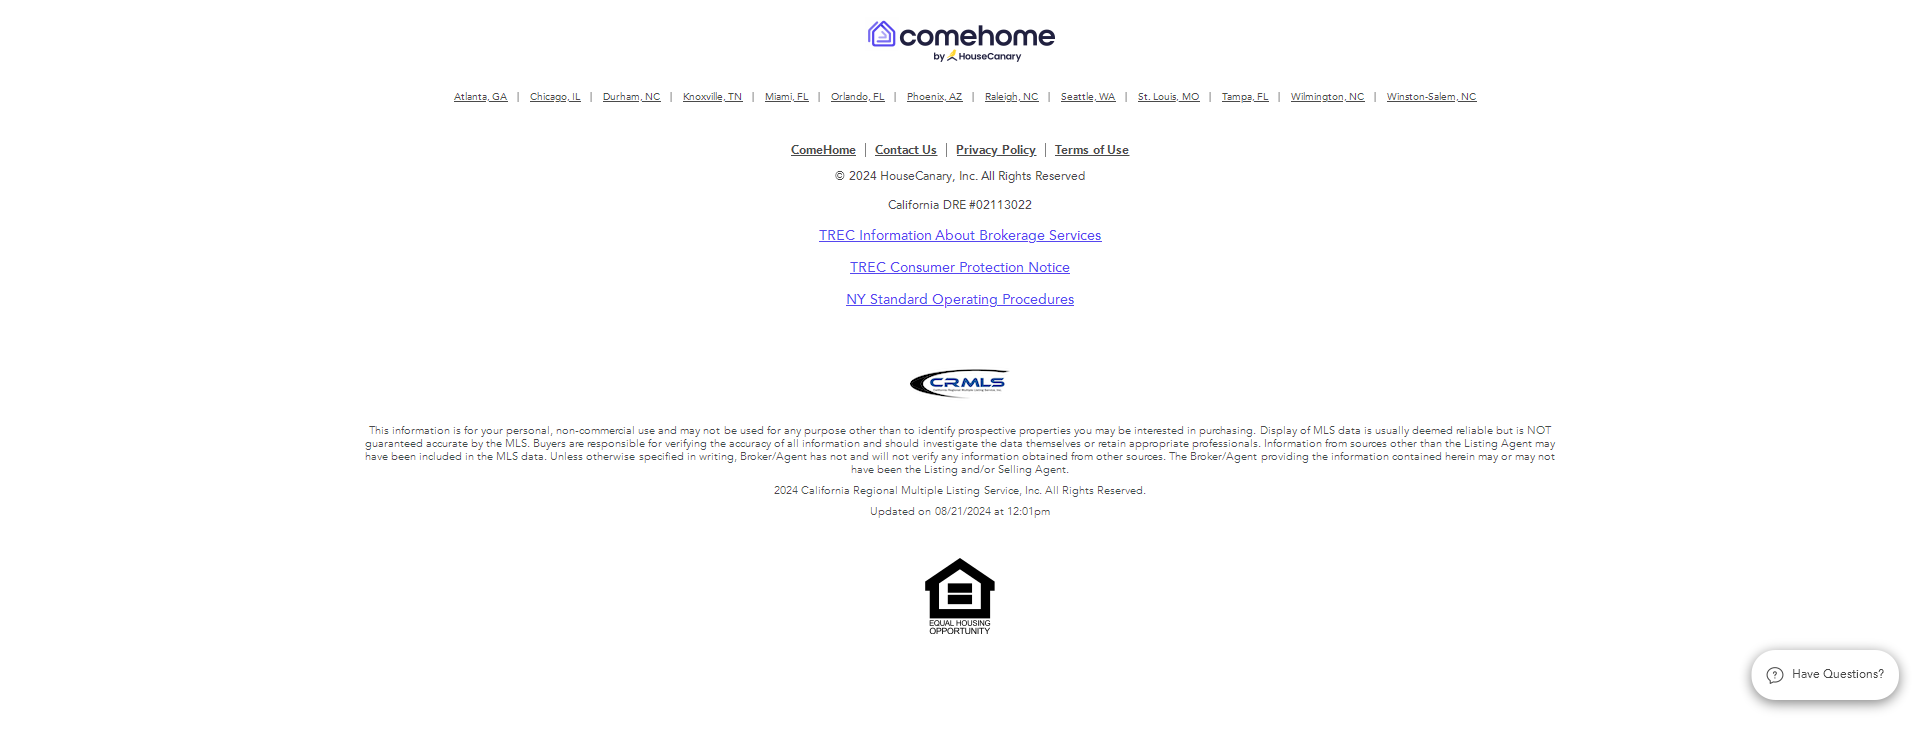 comehome
by HouseCanary
Atlanta, GA | Chicago, IL | Durham, NC | Knoxville, TN | Miami, FL | Orlando, FL | Phoenix, AZ | Raleigh, NC | Seattle, WA | St. Louis, MO | Tampa, FL | Wilmington, NC | Winston-Salem, NC
ComeHome | Contact Us | Privacy Policy | Terms of Use
© 2024 HouseCanary, Inc. All Rights Reserved
California DRE #02113022
TREC Information About Brokerage Services
TREC Consumer Protection Notice
NY Standard Operating Procedures
CRMLS
California Regional Multiple Listing Service, Inc.
This information is for your personal, non-commercial use and may not be used for any purpose other than to identify prospective properties you may be interested in purchasing. Display of MLS data is usually deemed reliable but is NOT
guaranteed accurate by the MLS. Buyers are responsible for verifying the accuracy of all information and should investigate the data themselves or retain appropriate professionals. Information from sources other than the Listing Agent may
have been included in the MLS data. Unless otherwise specified in writing, Broker/Agent has not and will not verify any information obtained from other sources. The Broker/Agent providing the information contained herein may or may not
have been the Listing and/or Selling Agent.
2024 California Regional Multiple Listing Service, Inc. All Rights Reserved.
Updated on 08/21/2024 at 12:01pm
EQUAL HOUSING
OPPORTUNITY
Have Questions?